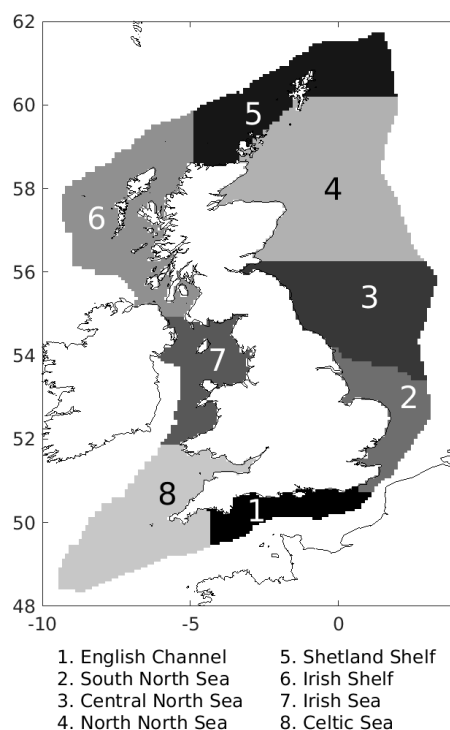 62
60
5
58
4
6
56
3
54
7
2
52
8
50
1
48
-10
-5
0
1. English Channel
2. South North Sea
3. Central North Sea
4. North North Sea
5. Shetland Shelf
6. Irish Shelf
7. Irish Sea
8. Celtic Sea